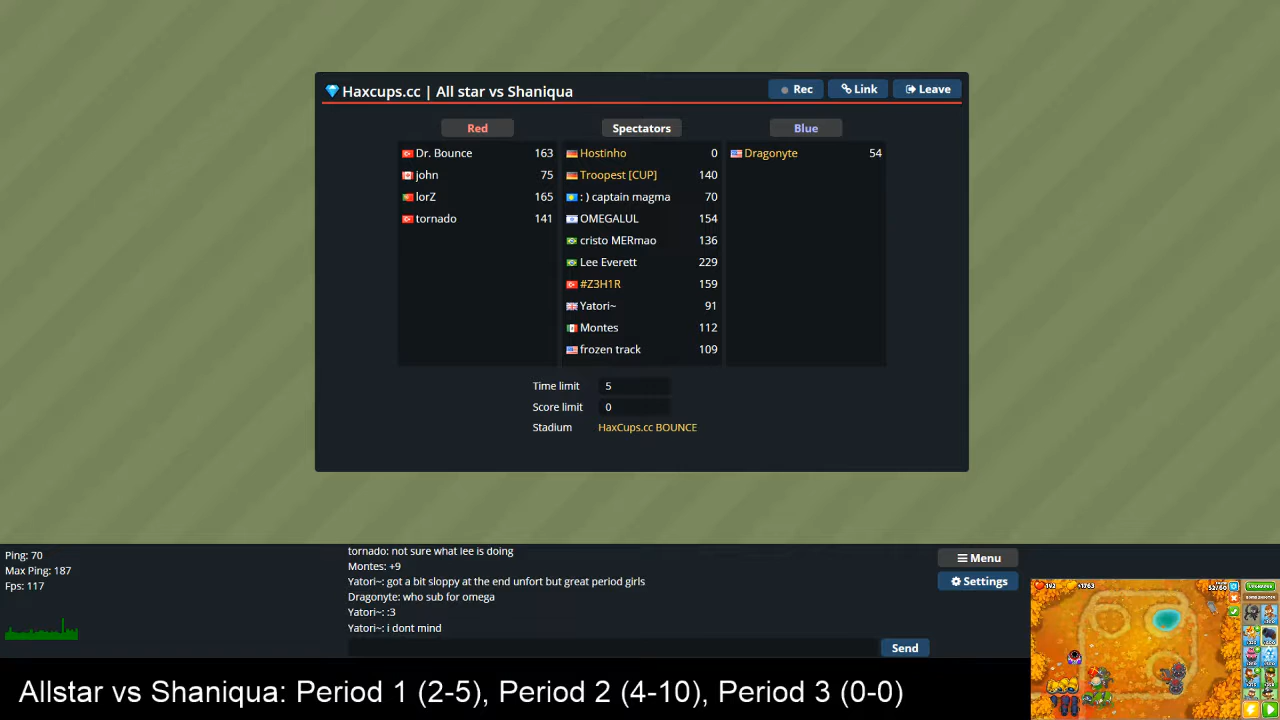 Haxcups.cc | All star vs Shaniqua
Rec
Link
Leave
Red
Spectators
Blue
Dr. Bounce 163
john 75
lorZ 165
tornado 141
Hostinho 0
Troopest [CUP] 140
: ) captain magma 70
OMEGALUL 154
cristo MERmao 136
Lee Everett 229
#Z3H1R 159
Yatori~ 91
Montes 112
frozen track 109
Dragonyte 54
Time limit 5
Score limit 0
Stadium HaxCups.cc BOUNCE
Ping: 70
Max Ping: 187
Fps: 117
tornado: not sure what lee is doing
Montes: +9
Yatori~: got a bit sloppy at the end unfort but great period girls
Dragonyte: who sub for omega
Yatori~: :3
Yatori~: i dont mind
Send
Menu
Settings
Allstar vs Shaniqua: Period 1 (2-5), Period 2 (4-10), Period 3 (0-0)